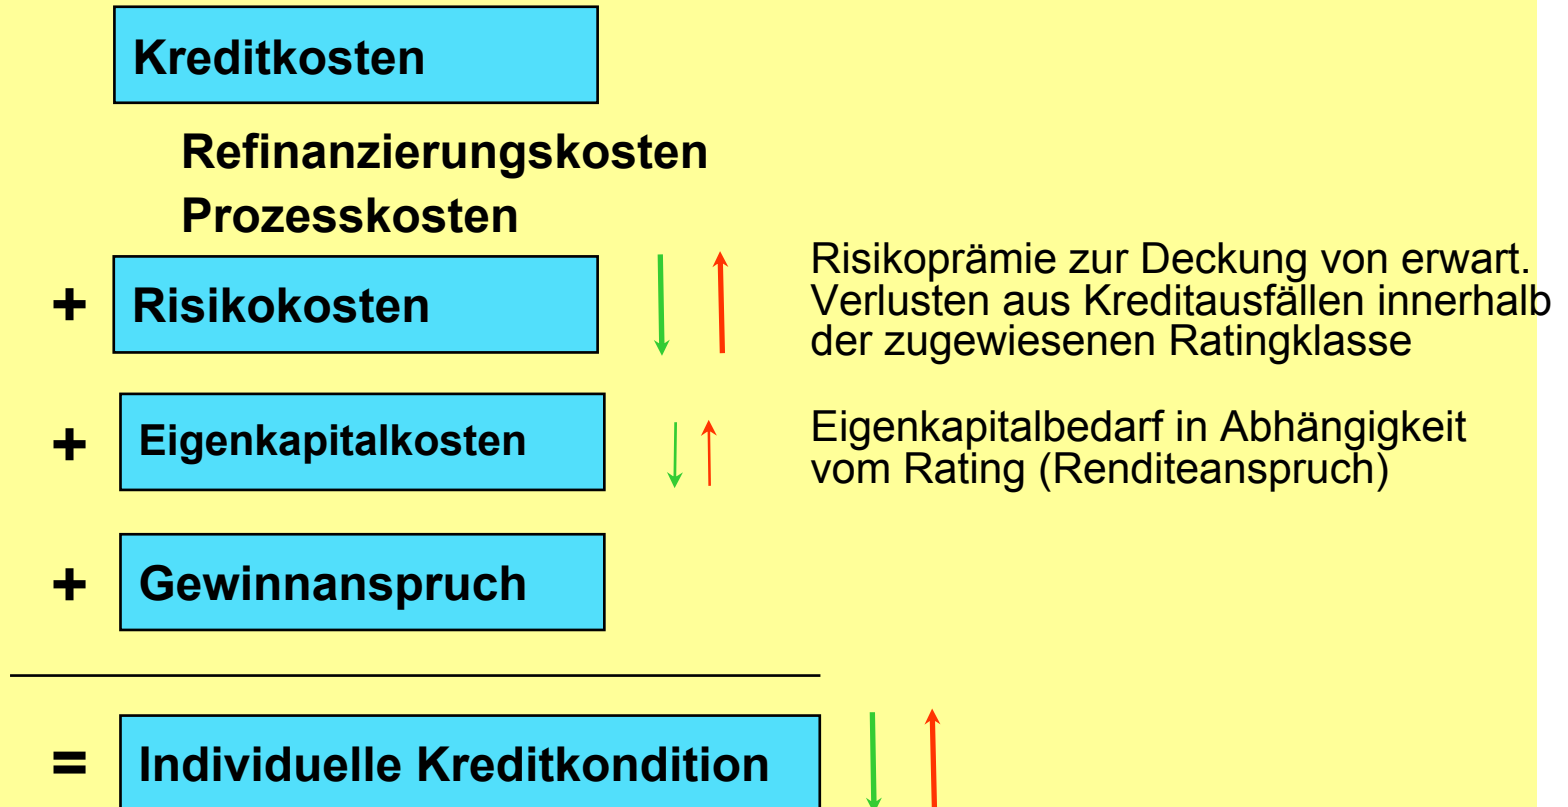 Kreditkosten
Refinanzierungskosten
Prozesskosten
+ Risikokosten
Risikoprämie zur Deckung von erwart.
Verlusten aus Kreditausfällen innerhalb
der zugewiesenen Ratingklasse
+ Eigenkapitalkosten
Eigenkapitalbedarf in Abhängigkeit
vom Rating (Renditeanspruch)
+ Gewinnanspruch
= Individuelle Kreditkondition